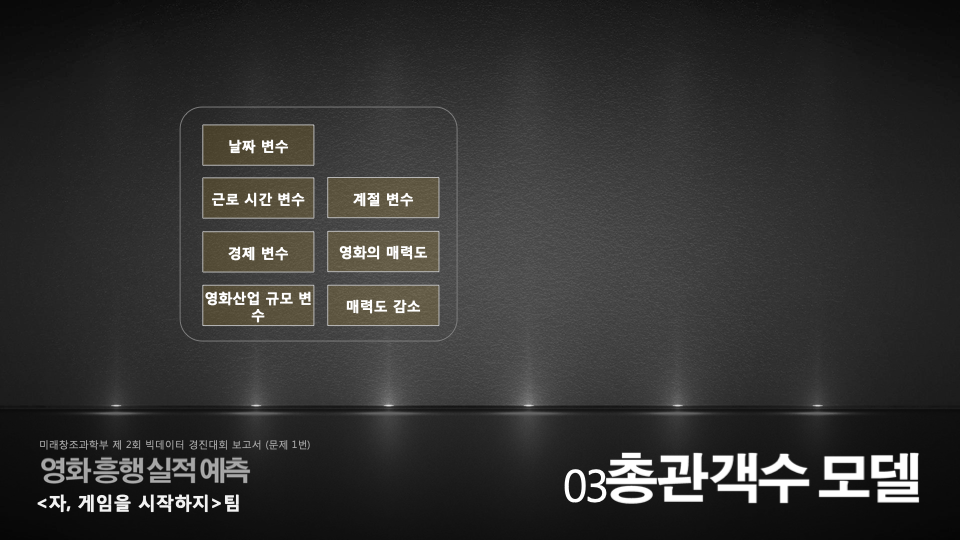 날짜 변수
근로 시간 변수
계절 변수
경제 변수
영화의 매력도
영화산업 규모 변
수
매력도 감소
미래창조과학부 제 2회 빅데이터 경진대회 보고서 (문제 1번)
영화 흥행 실적 예측
<자, 게임을 시작하지>팀
03총관객수 모델